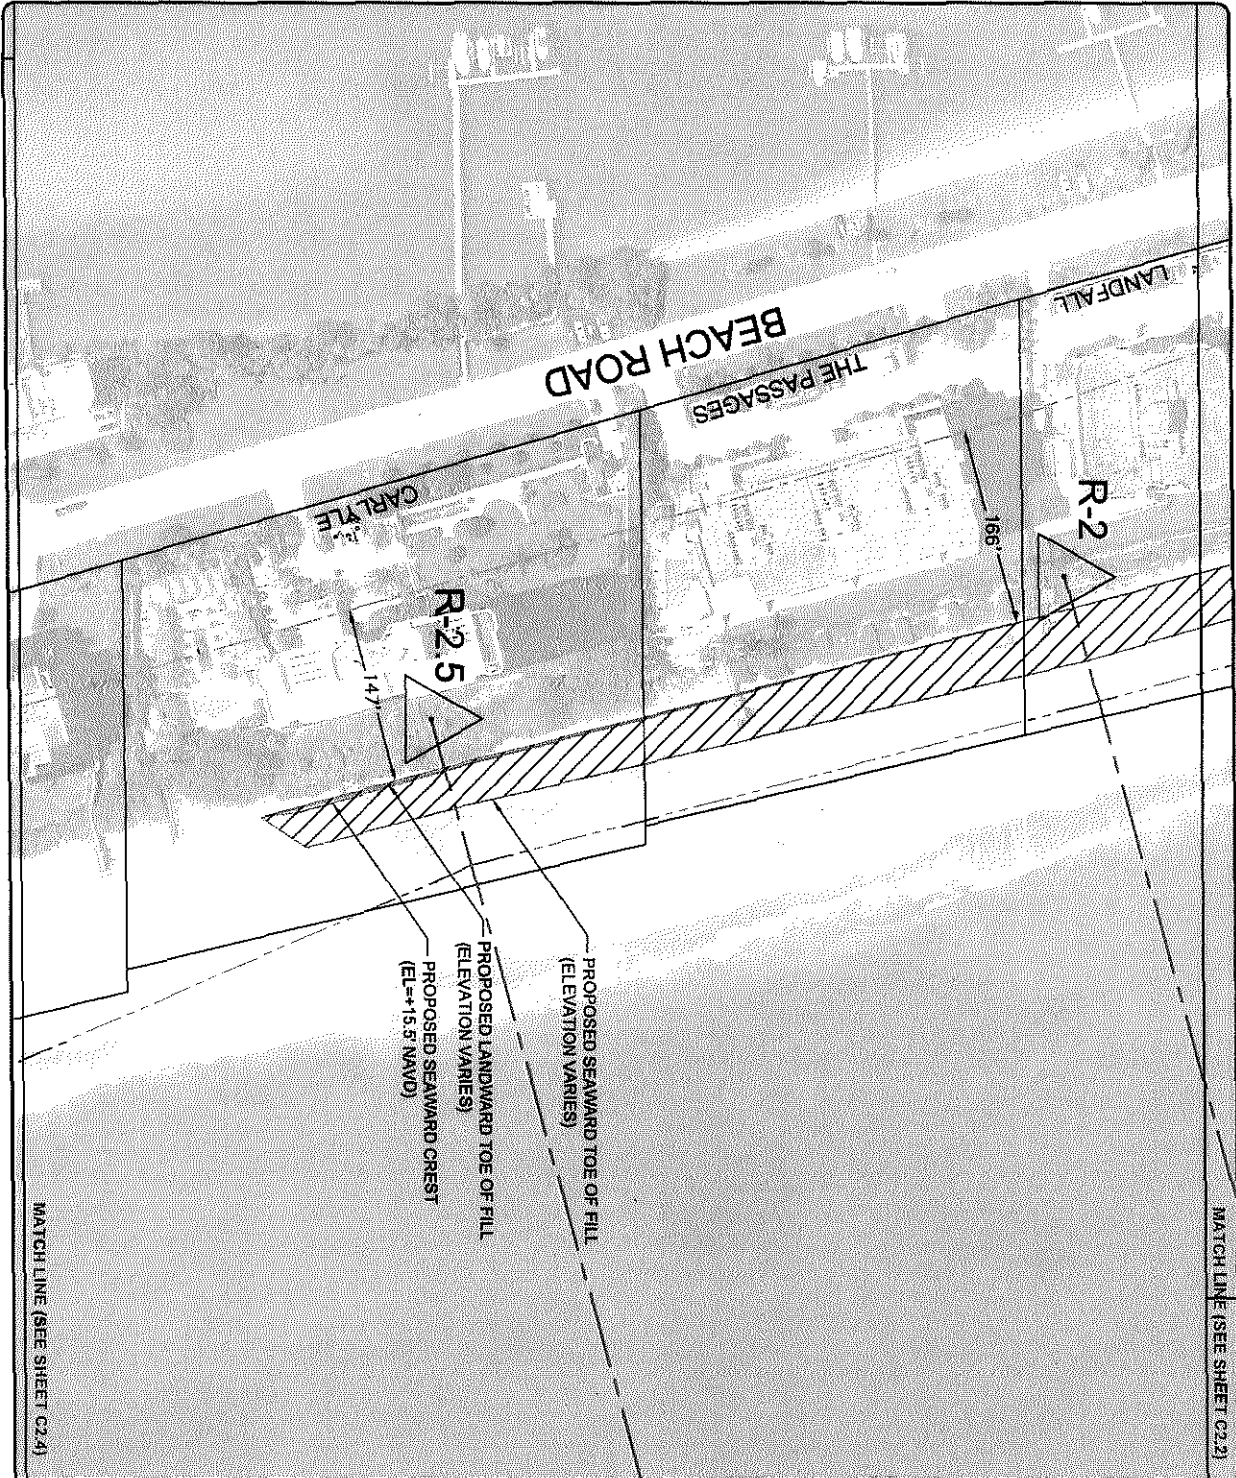 BEACH ROAD
LANDFALL
THE PASSAGES
CARLYLE
R-2
166'
R-2.5
147'
PROPOSED SEAWARD TOE OF FILL
(ELEVATION VARIES)
PROPOSED LANDWARD TOE OF FILL
(ELEVATION VARIES)
PROPOSED SEAWARD CREST
(EL=+15.5' NAVD)
MATCH LINE (SEE SHEET C2.2)
MATCH LINE (SEE SHEET C2.4)